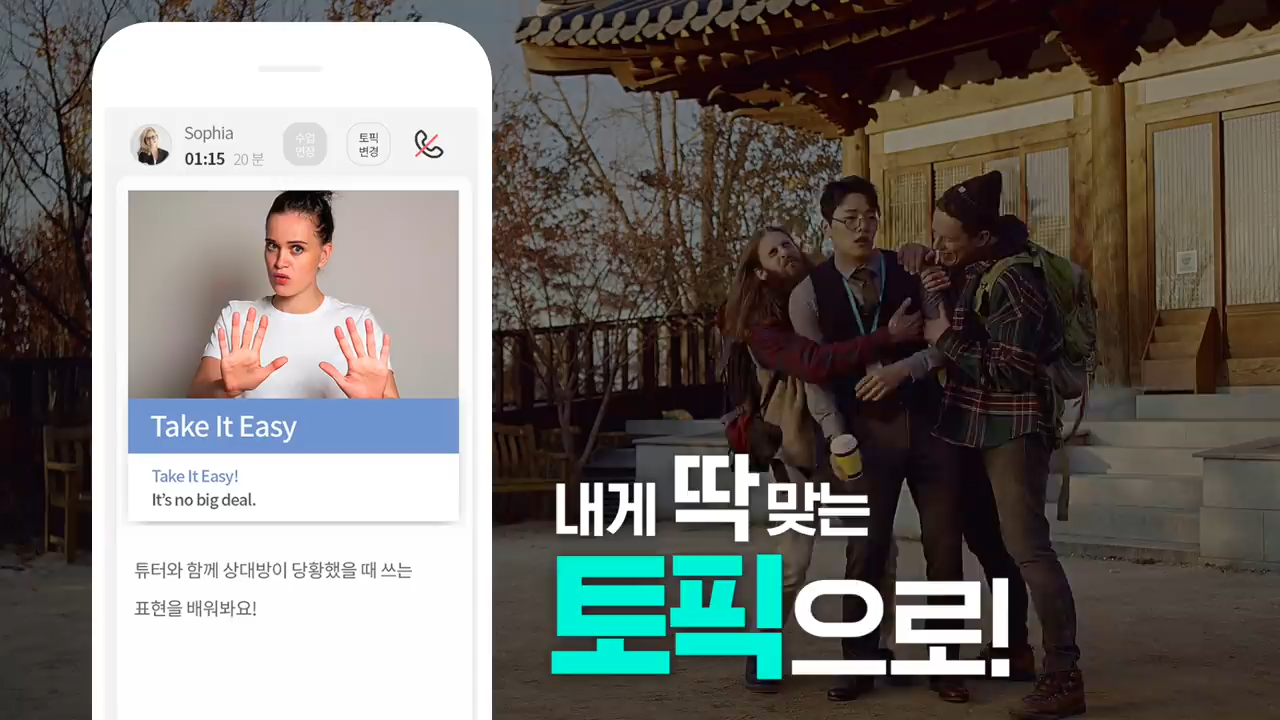 Sophia
01:15 20 분
수업
연장
토픽
변경
Take It Easy
Take It Easy!
It's no big deal.
튜터와 함께 상대방이 당황했을 때 쓰는
표현을 배워봐요!
내게 딱 맞는
토픽으로!